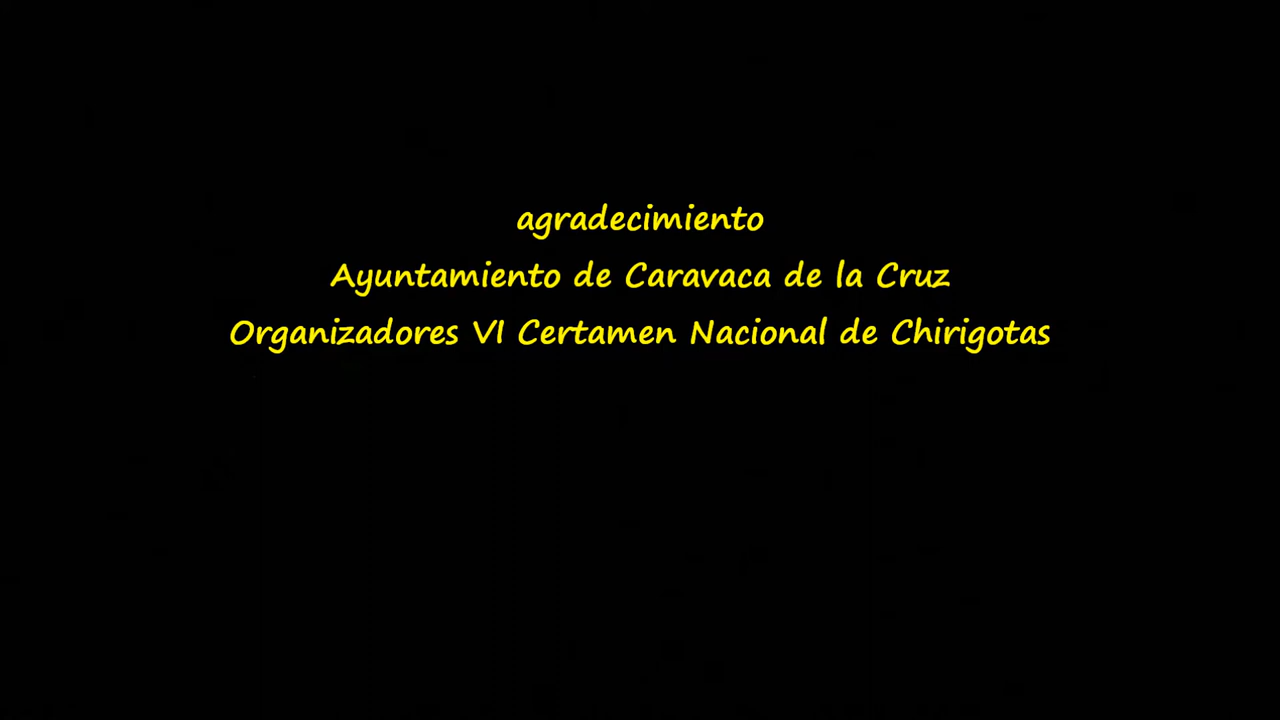 agradecimiento
Ayuntamiento de Caravaca de la Cruz
Organizadores VI Certamen Nacional de Chirigotas